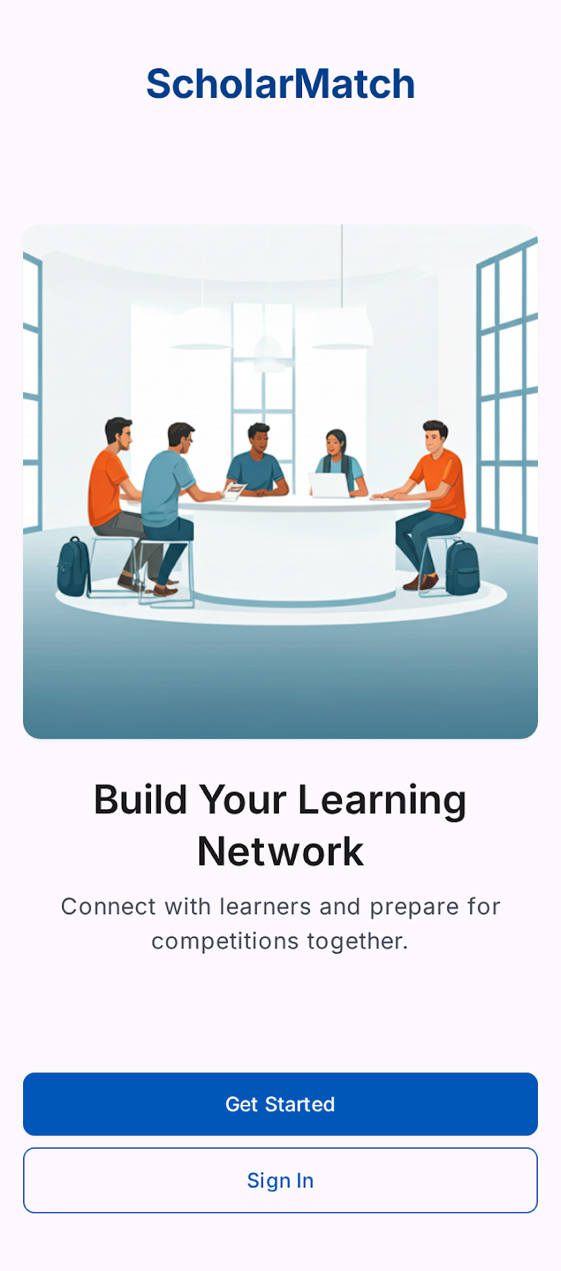 ScholarMatch
Build Your Learning
Network
Connect with learners and prepare for
competitions together.
Get Started
Sign In